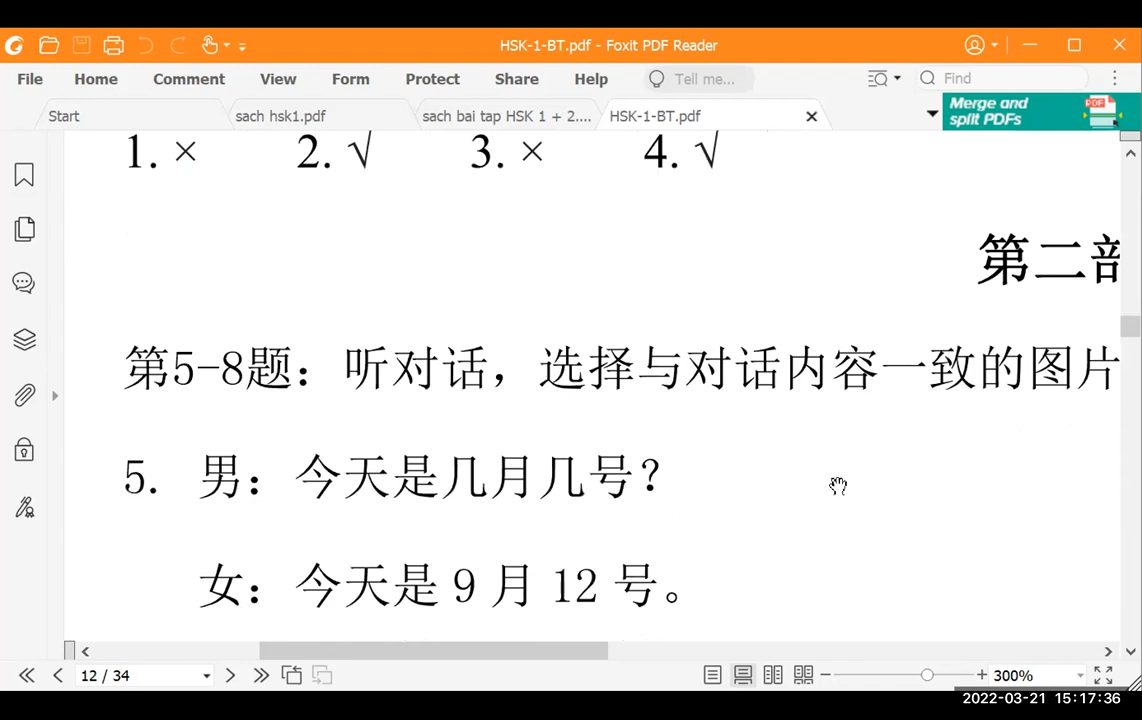 HSK-1-BT.pdf - Foxit PDF Reader
File Home Comment View Form Protect Share Help Tell me... Find
Start sach hsk1.pdf sach bai tap HSK 1 + 2.... HSK-1-BT.pdf
Merge and
split PDFs
PDF
1. × 2. √ 3. × 4. √
第二部
第5-8题：听对话，选择与对话内容一致的图片
5. 男：今天是几月几号？
女：今天是 9 月 12 号。
12 / 34 300%
2022-03-21 15:17:36